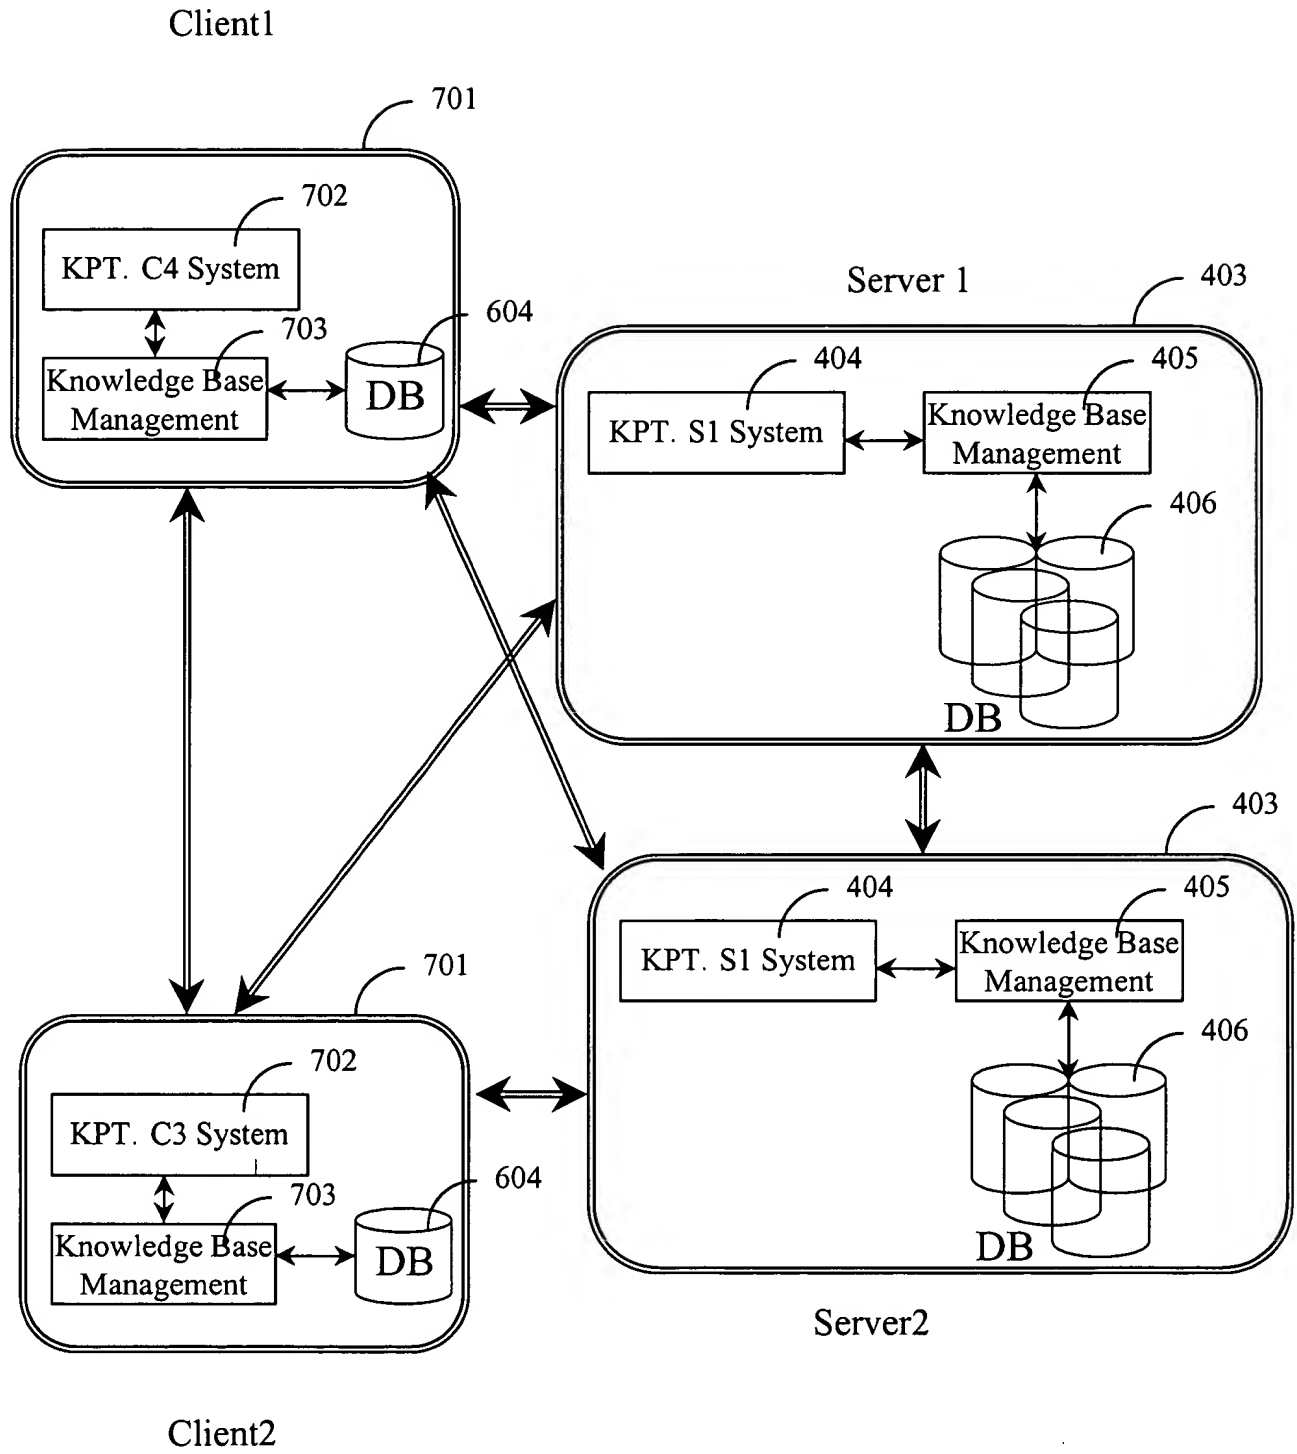 Client1
701
702
KPT. C4 System
703
604
Knowledge Base
Management
DB
Server 1
403
404
405
KPT. S1 System
Knowledge Base
Management
406
DB
403
404
405
KPT. S1 System
Knowledge Base
Management
406
DB
Server2
701
702
KPT. C3 System
703
604
Knowledge Base
Management
DB
Client2